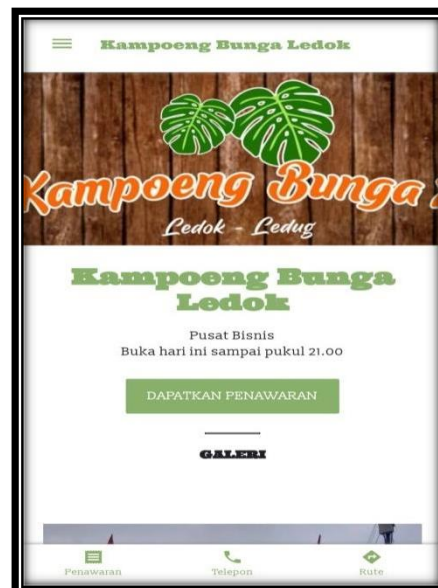 Kampoeng Bunga Ledok
Kampoeng Bunga
Ledok - Ledug
Kampoeng Bunga
Ledok
Pusat Bisnis
Buka hari ini sampai pukul 21.00
DAPATKAN PENAWARAN
GALERI
Penawaran
Telepon
Rute